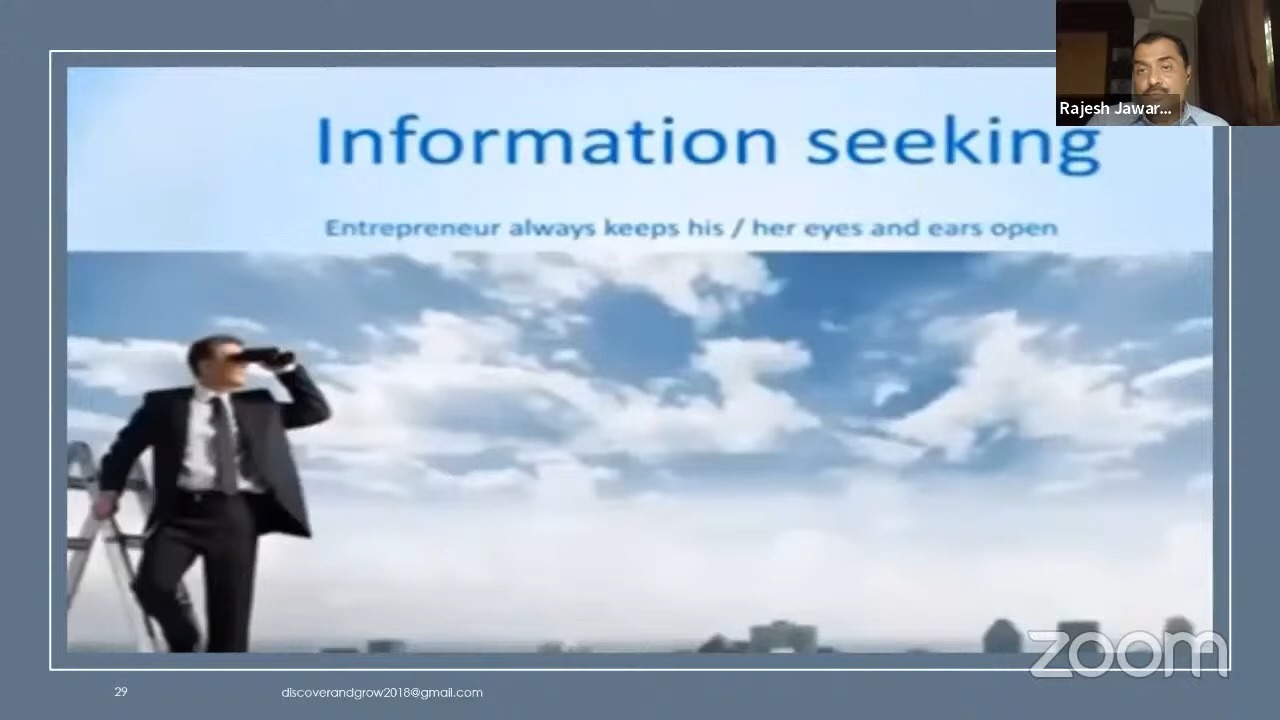 Rajesh Jawar...
Information seeking
Entrepreneur always keeps his / her eyes and ears open
zoom
29
discoverandgrow2018@gmail.com